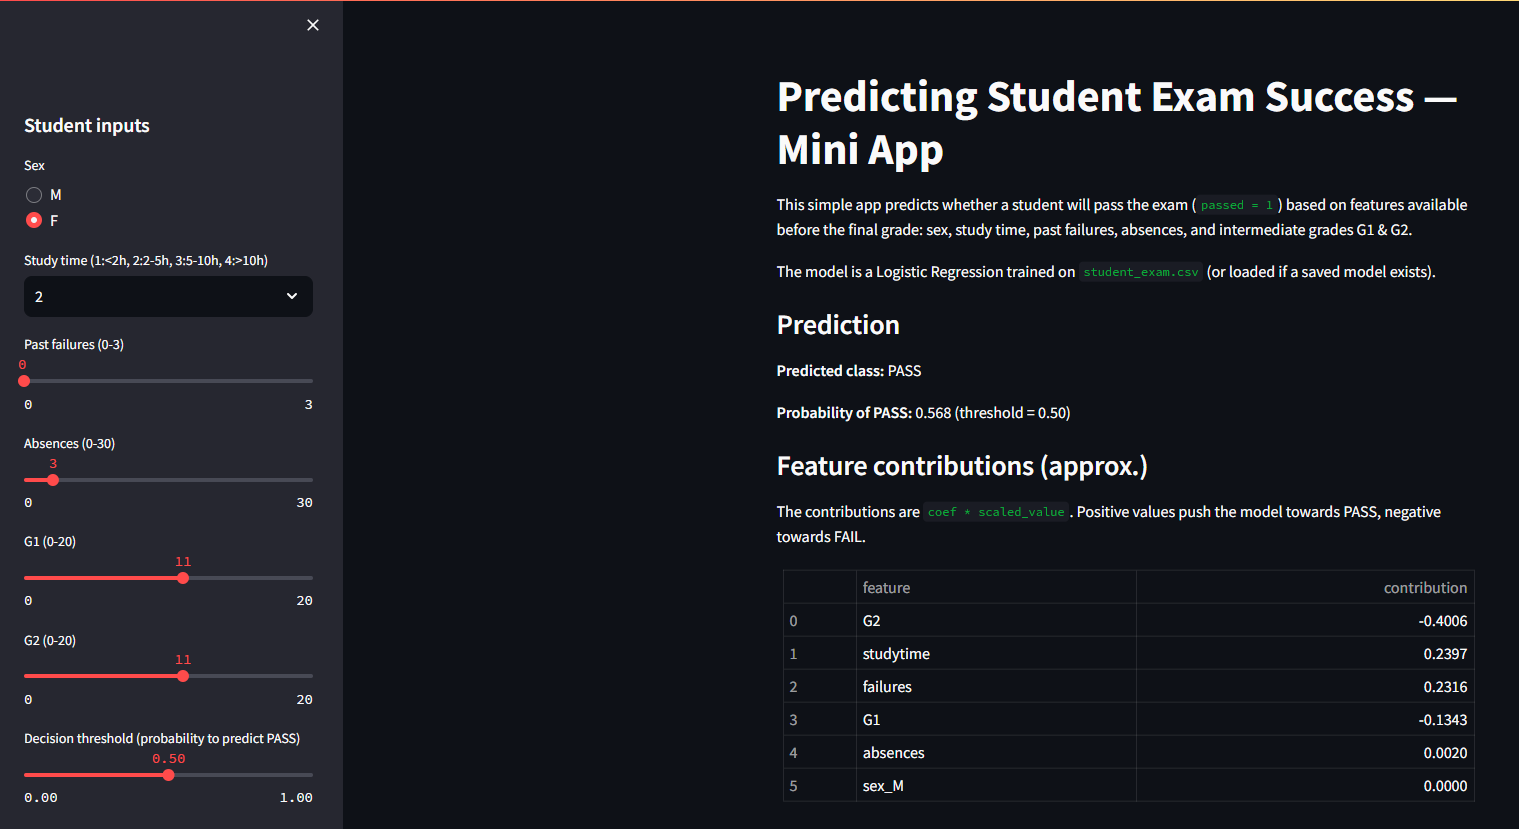 Student inputs
Sex
M
F
Study time (1:<2h, 2:2-5h, 3:5-10h, 4:>10h)
2
Past failures (0-3)
0
0 3
Absences (0-30)
3
0 30
G1 (0-20)
11
0 20
G2 (0-20)
11
0 20
Decision threshold (probability to predict PASS)
0.50
0.00 1.00
Predicting Student Exam Success —
Mini App
This simple app predicts whether a student will pass the exam ( passed = 1 ) based on features available
before the final grade: sex, study time, past failures, absences, and intermediate grades G1 & G2.
The model is a Logistic Regression trained on student_exam.csv (or loaded if a saved model exists).
Prediction
Predicted class: PASS
Probability of PASS: 0.568 (threshold = 0.50)
Feature contributions (approx.)
The contributions are coef * scaled_value . Positive values push the model towards PASS, negative
towards FAIL.
feature contribution
0 G2 -0.4006
1 studytime 0.2397
2 failures 0.2316
3 G1 -0.1343
4 absences 0.0020
5 sex_M 0.0000